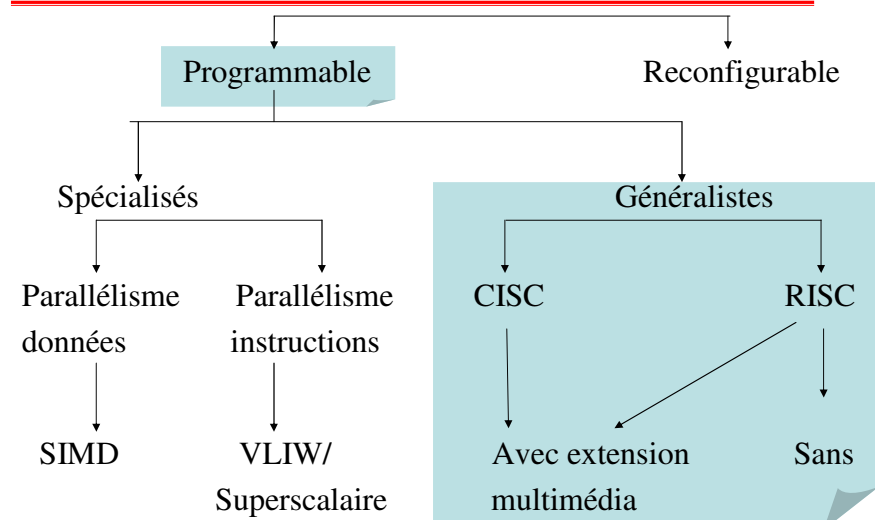 Programmable
Reconfigurable
Spécialisés
Généralistes
Parallélisme
données
Parallélisme
instructions
CISC
RISC
SIMD
VLIW/
Superscalaire
Avec extension
multimédia
Sans